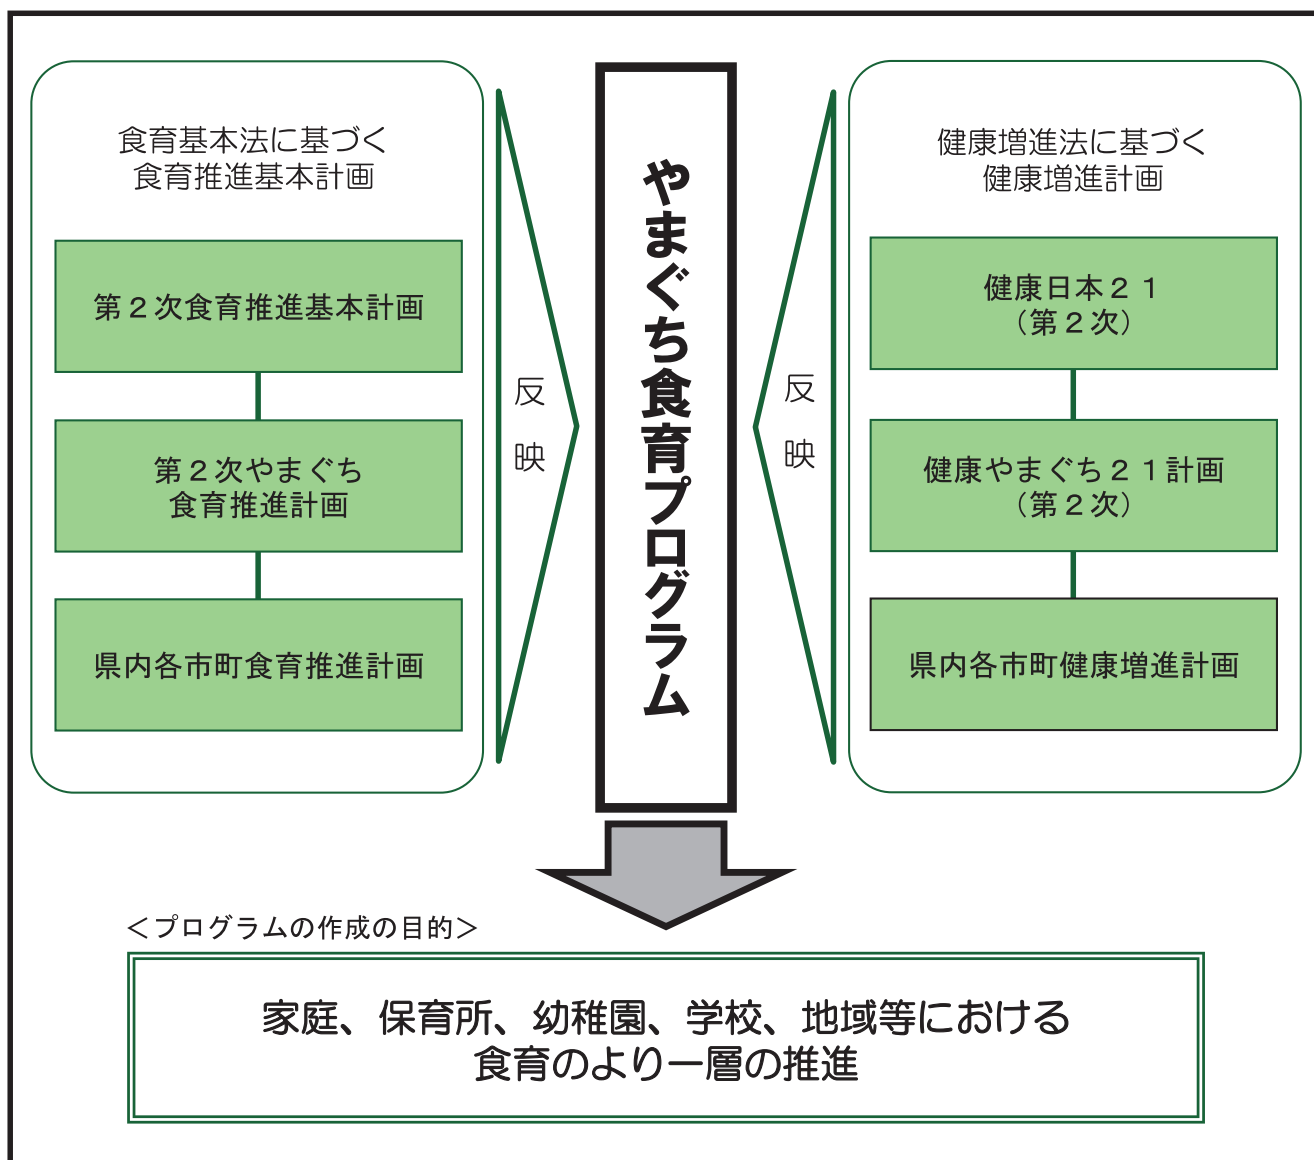 食育基本法に基づく
食育推進基本計画
第２次食育推進基本計画
第２次やまぐち
食育推進計画
県内各市町食育推進計画
反映
やまぐち食育プログラム
反映
健康増進法に基づく
健康増進計画
健康日本２１
（第２次）
健康やまぐち２１計画
（第２次）
県内各市町健康増進計画
＜プログラムの作成の目的＞
家庭、保育所、幼稚園、学校、地域等における
食育のより一層の推進